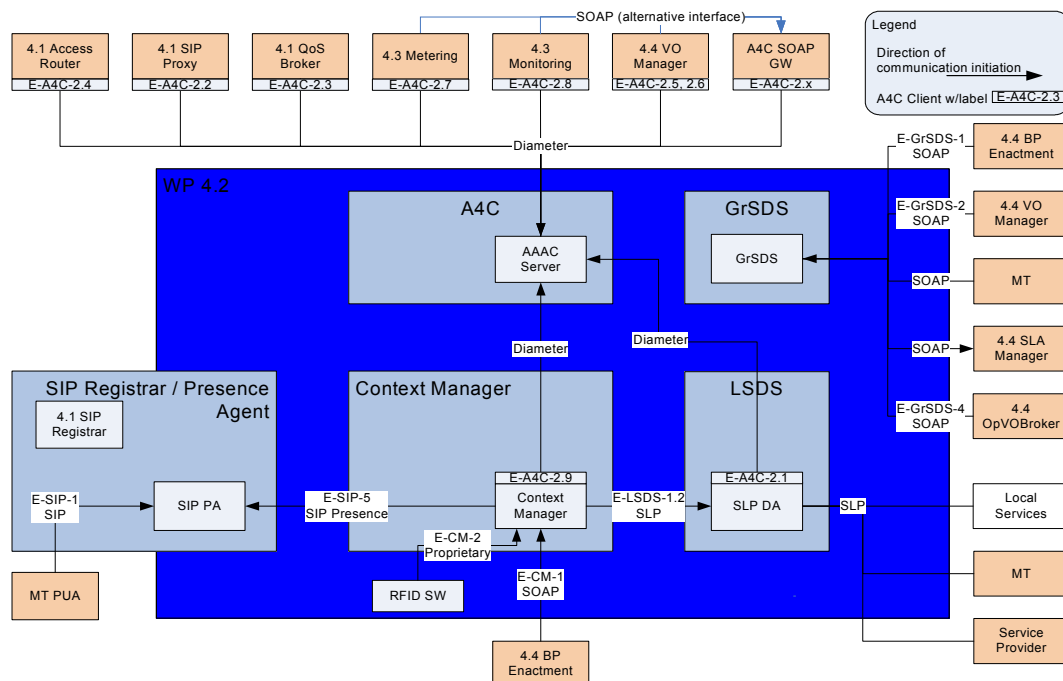 SOAP (alternative interface)
4.1 Access
Router
E-A4C-2.4
4.1 SIP
Proxy
E-A4C-2.2
4.1 QoS
Broker
E-A4C-2.3
4.3 Metering
E-A4C-2.7
4.3
Monitoring
E-A4C-2.8
4.4 VO
Manager
E-A4C-2.5, 2.6
A4C SOAP
GW
E-A4C-2.x
Legend
Direction of
communication initiation
A4C Client w/label
E-A4C-2.3
Diameter
E-GrSDS-1
SOAP
4.4 BP
Enactment
WP 4.2
A4C
AAAC
Server
GrSDS
GrSDS
E-GrSDS-2
SOAP
4.4 VO
Manager
SOAP
MT
Diameter
Diameter
SOAP
4.4 SLA
Manager
E-GrSDS-4
SOAP
4.4
OpVOBroker
SIP Registrar / Presence
Agent
4.1 SIP
Registrar
Context Manager
LSDS
E-SIP-1
SIP
SIP PA
E-SIP-5
SIP Presence
E-A4C-2.9
Context
Manager
E-LSDS-1.2
SLP
E-A4C-2.1
SLP DA
SLP
Local
Services
E-CM-2
Proprietary
E-CM-1
SOAP
MT PUA
RFID SW
MT
Service
Provider
4.4 BP
Enactment